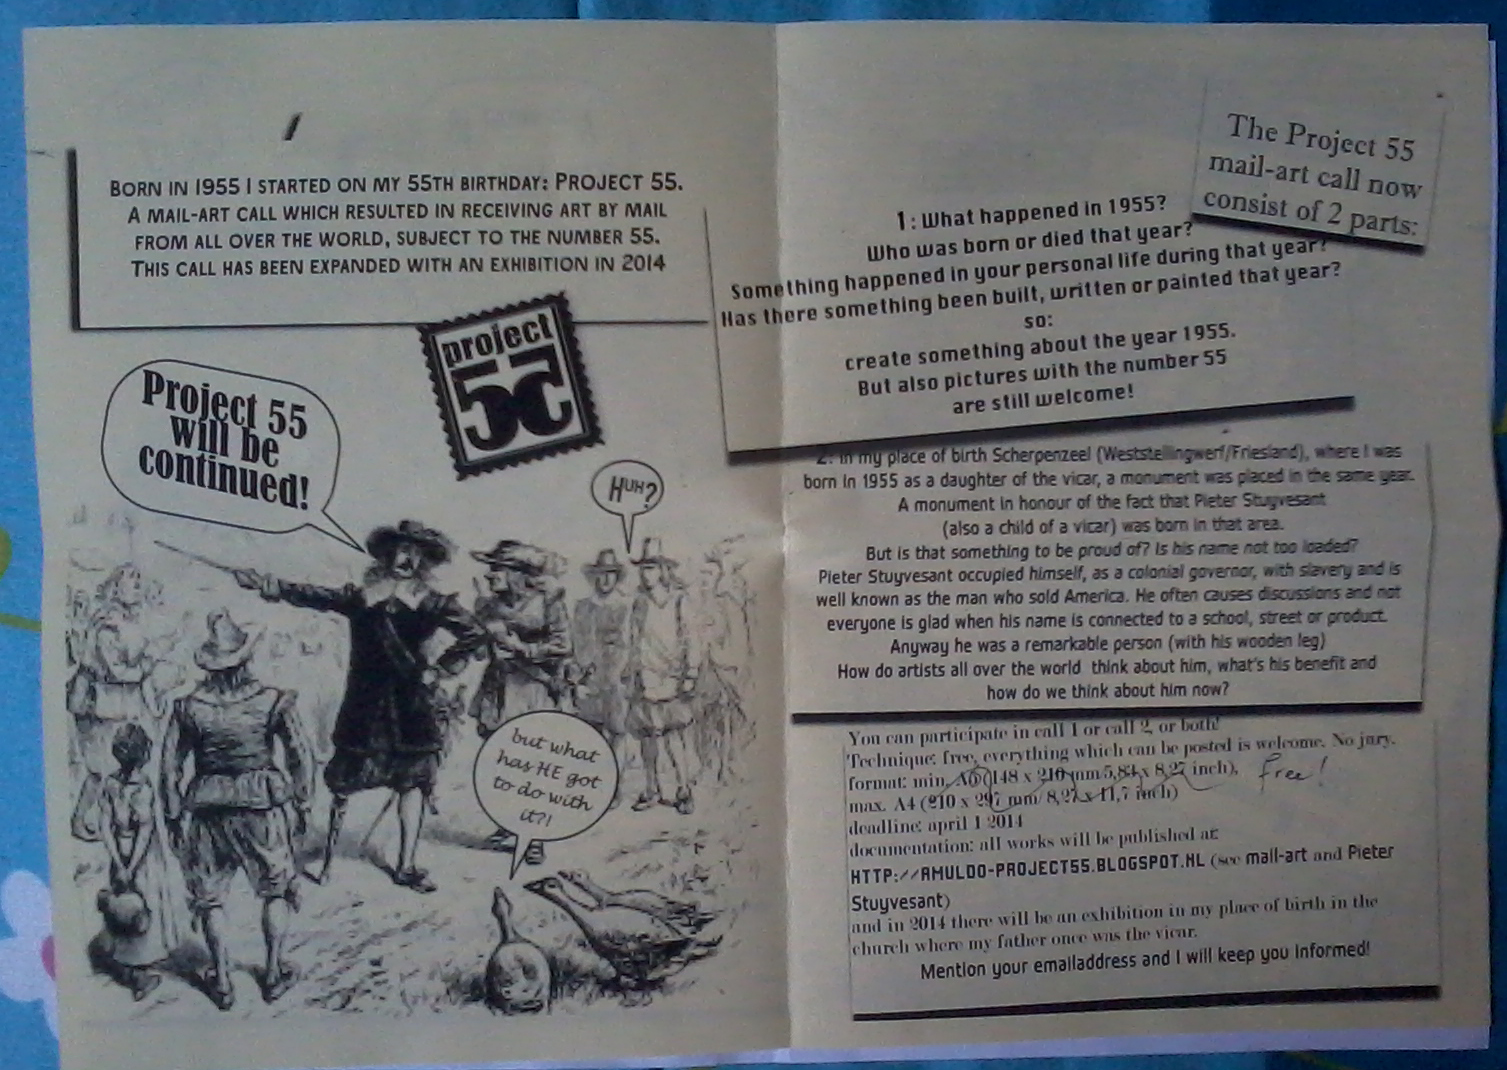 BORN IN 1955 I STARTED ON MY 55TH BIRTHDAY: PROJECT 55.
A MAIL-ART CALL WHICH RESULTED IN RECEIVING ART BY MAIL
FROM ALL OVER THE WORLD, SUBJECT TO THE NUMBER 55.
THIS CALL HAS BEEN EXPANDED WITH AN EXHIBITION IN 2014
project
55
Project 55
will be
continued!
HUH?
but what
has HE got
to do with
it?!
The Project 55
mail-art call now
consist of 2 parts:
1: What happened in 1955?
Who was born or died that year?
Something happened in your personal life during that year?
Has there something been built, written or painted that year?
so:
create something about the year 1955.
But also pictures with the number 55
are still welcome!
2: In my place of birth Scherpenzeel (Weststellingwerf/Friesland), where I was
born in 1955 as a daughter of the vicar, a monument was placed in the same year.
A monument in honour of the fact that Pieter Stuyvesant
(also a child of a vicar) was born in that area.
But is that something to be proud of? Is his name not too loaded?
Pieter Stuyvesant occupied himself, as a colonial governor, with slavery and is
well known as the man who sold America. He often causes discussions and not
everyone is glad when his name is connected to a school, street or product.
Anyway he was a remarkable person (with his wooden leg)
How do artists all over the world think about him, what's his benefit and
how do we think about him now?
You can participate in call 1 or call 2, or both!
Technique: free, everything which can be posted is welcome. No jury.
format: min. A5 (148 x 210 mm 5,83 x 8,27 inch), free!
max. A4 (210 x 297 mm/ 8,27 x 11,7 inch)
deadline: april 1 2014
documentation: all works will be published at:
HTTP://AMULDO-PROJECT55.BLOGSPOT.NL (see mail-art and Pieter
Stuyvesant)
and in 2014 there will be an exhibition in my place of birth in the
church where my father once was the vicar.
Mention your emailaddress and I will keep you informed!